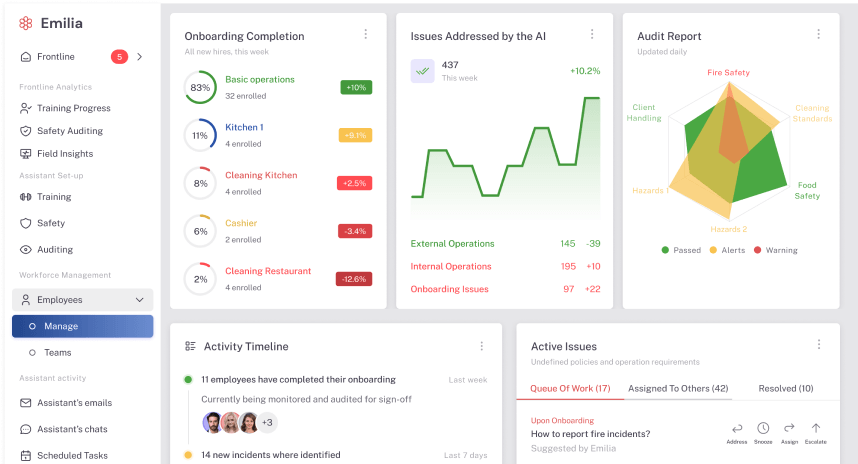 Emilia
Frontline
5
Frontline Analytics
Training Progress
Safety Auditing
Field Insights
Assistant Set-up
Training
Safety
Auditing
Workforce Management
Employees
Manage
Teams
Assistant activity
Assistant's emails
Assistant's chats
Scheduled Tasks
Onboarding Completion
All new hires, this week
83%
Basic operations
32 enrolled
+10%
11%
Kitchen 1
4 enrolled
+9.1%
8%
Cleaning Kitchen
4 enrolled
+2.5%
6%
Cashier
2 enrolled
-3.4%
2%
Cleaning Restaurant
4 enrolled
-12.6%
Issues Addressed by the AI
437
This week
+10.2%
External Operations 145 -39
Internal Operations 195 +10
Onboarding Issues 97 +22
Audit Report
Updated daily
Fire Safety
Client
Handling
Cleaning
Standards
Hazards
Food
Safety
Hazards 2
Passed
Alerts
Warning
Activity Timeline
11 employees have completed their onboarding
Last week
Currently being monitored and audited for sign-off
+3
14 new incidents where identified
Last 7 days
Active Issues
Undefined policies and operation requirements
Queue Of Work (17)
Assigned To Others (42)
Resolved (10)
Upon Onboarding
How to report fire incidents?
Suggested by Emilia
Address
Snooze
Assign
Escelate